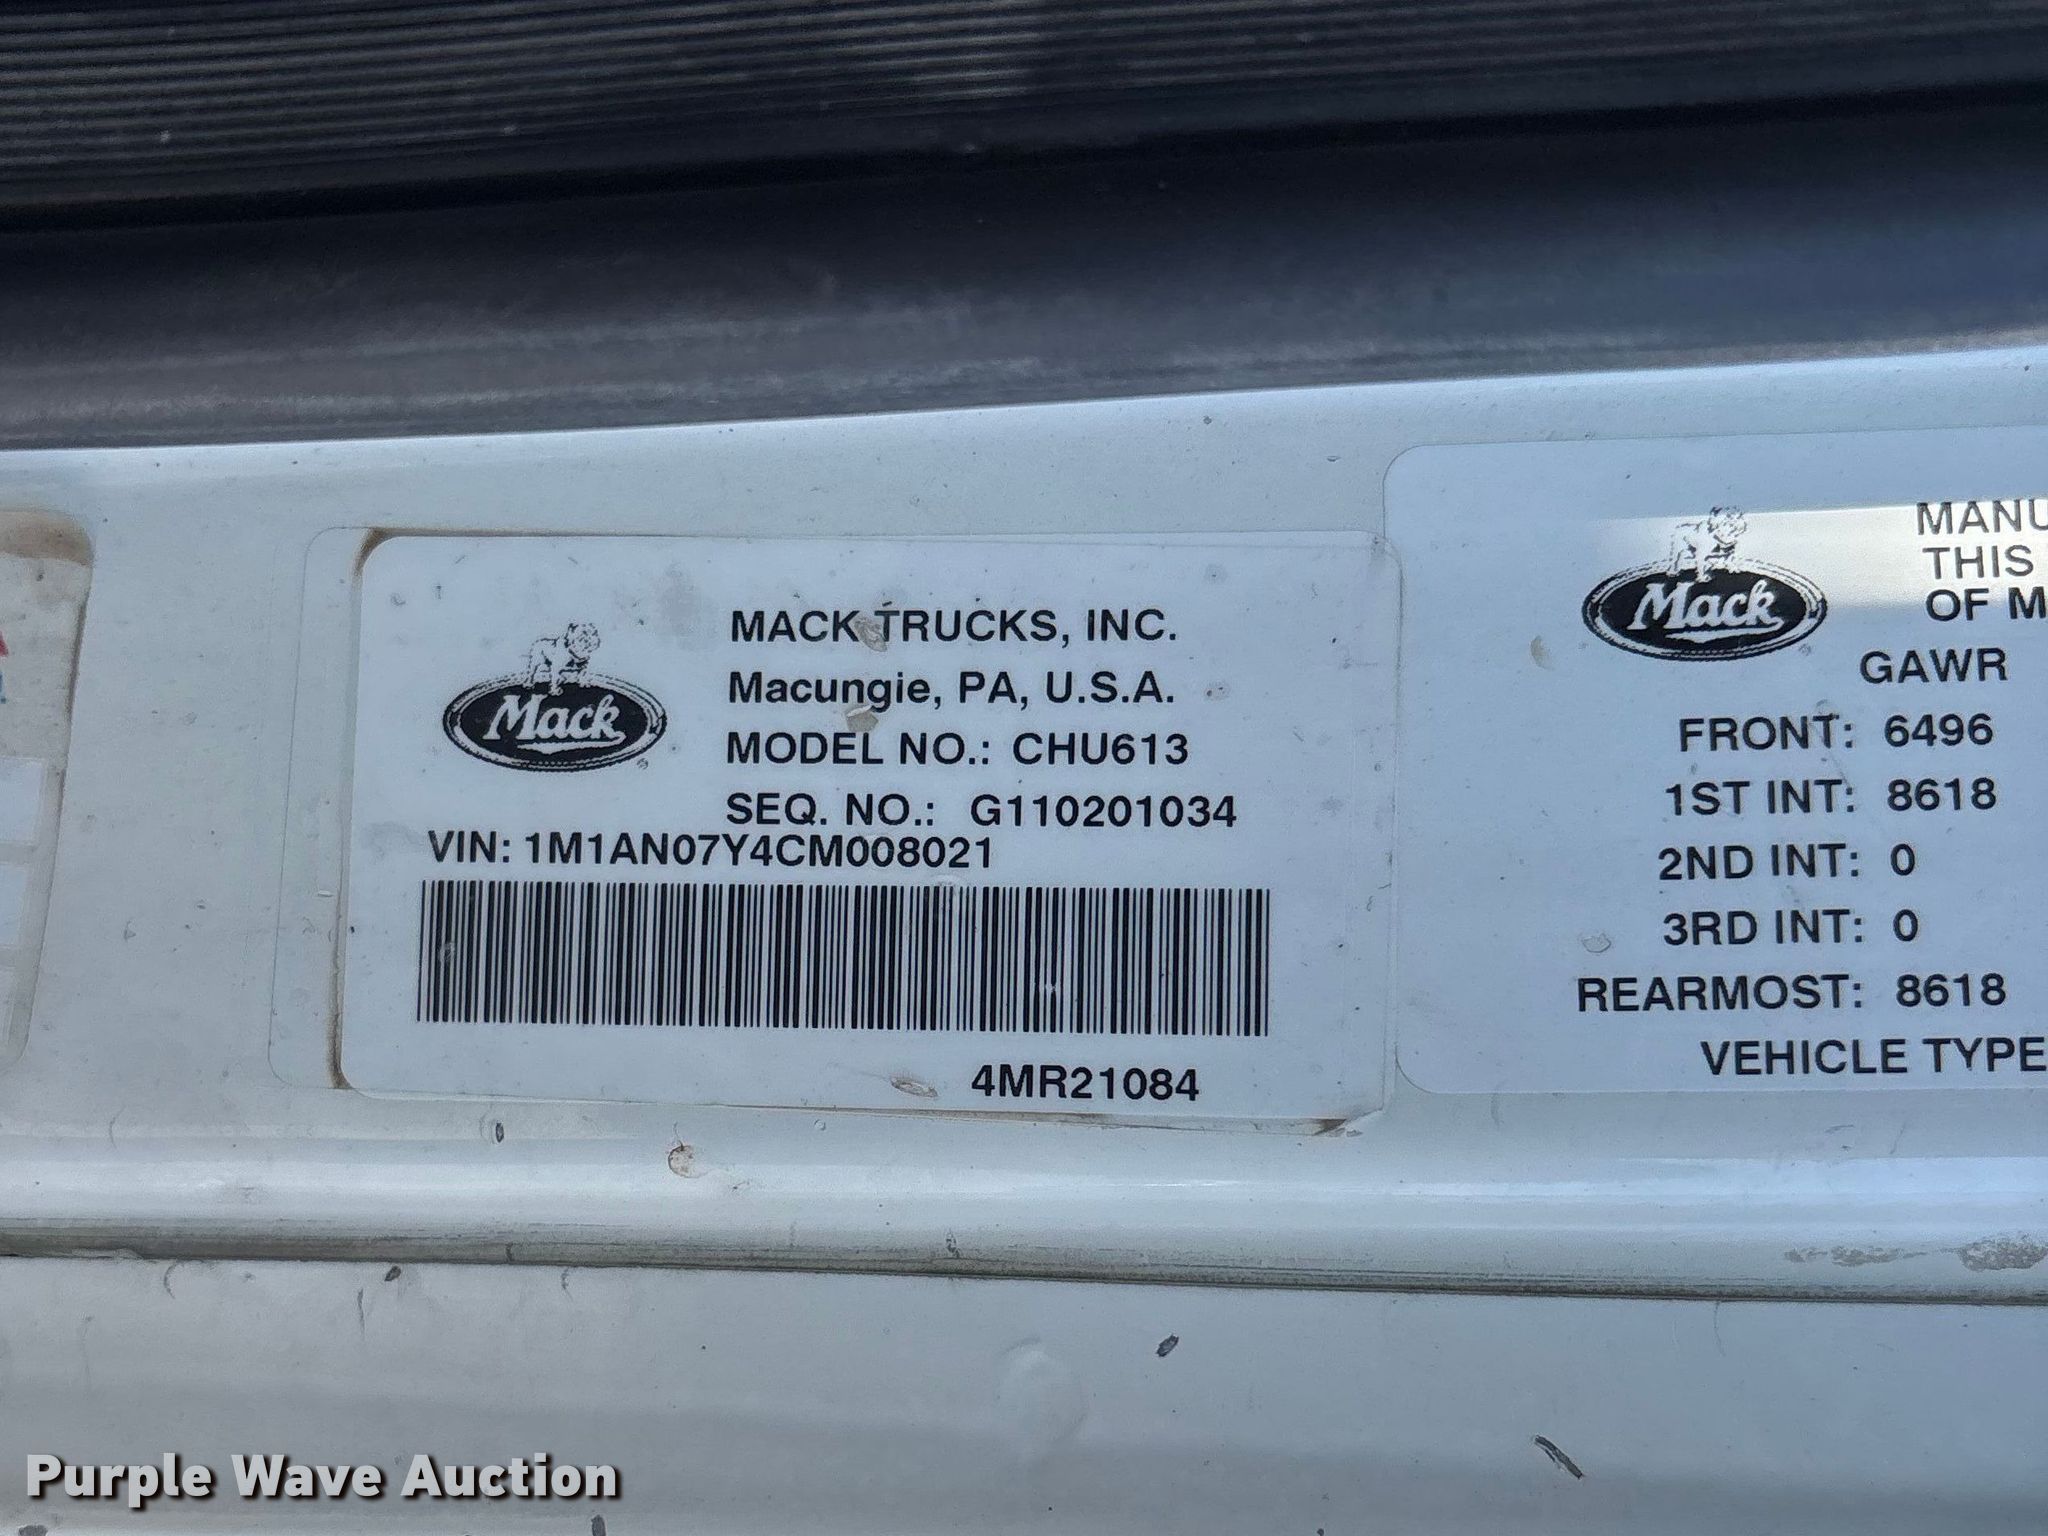 Mack
MACK TRUCKS, INC.
Macungie, PA, U.S.A.
MODEL NO.: CHU613
SEQ. NO.: G110201034
VIN: 1M1AN07Y4CM008021
4MR21084
Mack
MANU
THIS
OF M
GAWR
FRONT: 6496
1ST INT: 8618
2ND INT: 0
3RD INT: 0
REARMOST: 8618
VEHICLE TYPE
Purple Wave Auction